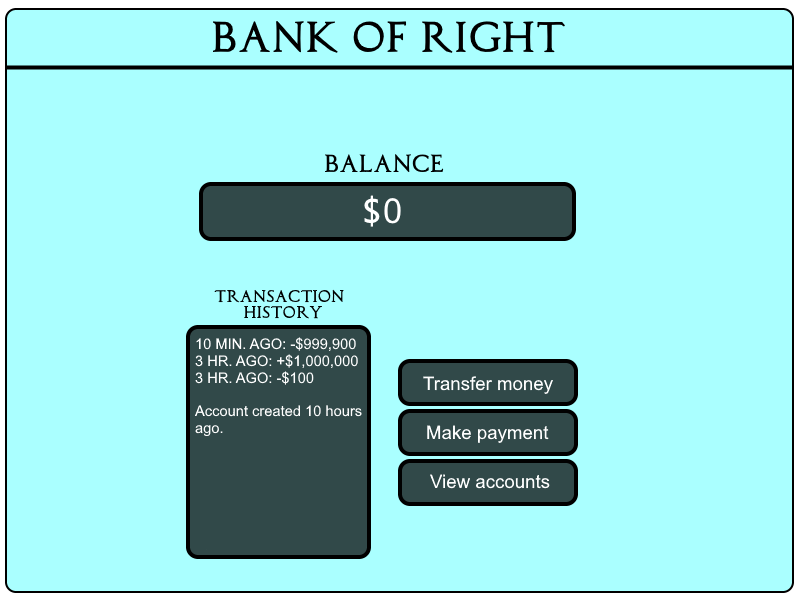 BANK OF RIGHT
BALANCE
$0
TRANSACTION
HISTORY
10 MIN. AGO: -$999,900
3 HR. AGO: +$1,000,000
3 HR. AGO: -$100
Account created 10 hours
ago.
Transfer money
Make payment
View accounts